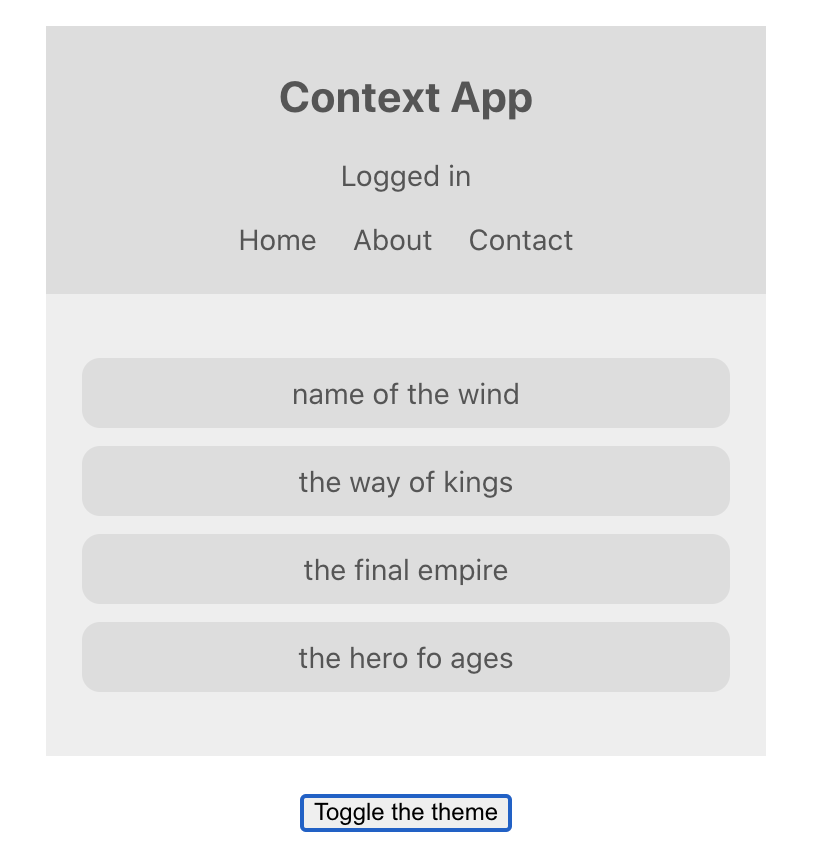 Context App
Logged in
Home About Contact
name of the wind
the way of kings
the final empire
the hero fo ages
Toggle the theme